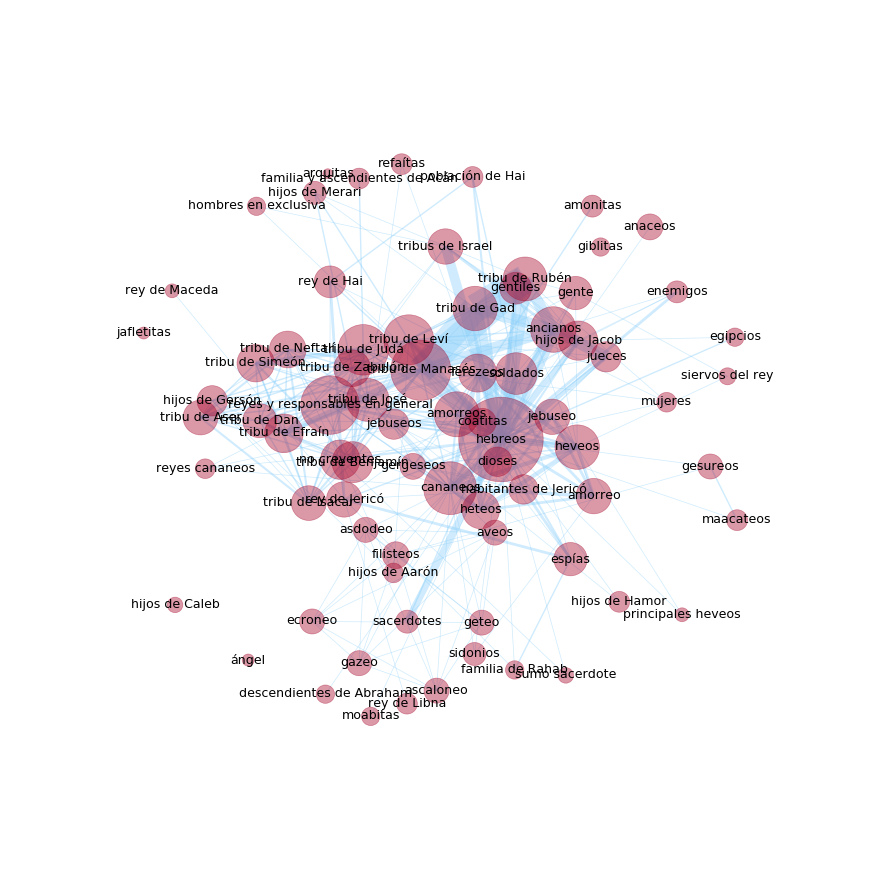 refaítas
arquitas
familia y ascendientes de Acán
población de Hai
hijos de Merari
hombres en exclusiva
amonitas
anaceos
tribus de Israel
giblitas
rey de Hai
tribu de Rubén
gentiles
rey de Maceda
gente
enemigos
tribu de Gad
jafletitas
ancianos
tribu de Leví
hijos de Jacob
egipcios
tribu de Neftalí
tribu de Judá
jueces
tribu de Simeón
tribu de Zabulón
tribu de Manasés
ferezeos
soldados
siervos del rey
hijos de Gersón
reyes y responsables en general
tribu de José
mujeres
tribu de Aser
tribu de Dan
amorreos
jebuseo
coatitas
jebuseos
tribu de Efraín
hebreos
heveos
no creyentes
tribu de Benjamín
dioses
gergeseos
reyes cananeos
gesureos
cananeos
habitantes de Jericó
amorreo
tribu de Isacar
rey de Jericó
heteos
maacateos
asdodeo
aveos
filisteos
espías
hijos de Aarón
hijos de Caleb
hijos de Hamor
principales heveos
ecroneo
sacerdotes
geteo
sidonios
ángel
gazeo
familia de Rahab
sumo sacerdote
descendientes de Abraham
ascaloneo
rey de Libna
moabitas